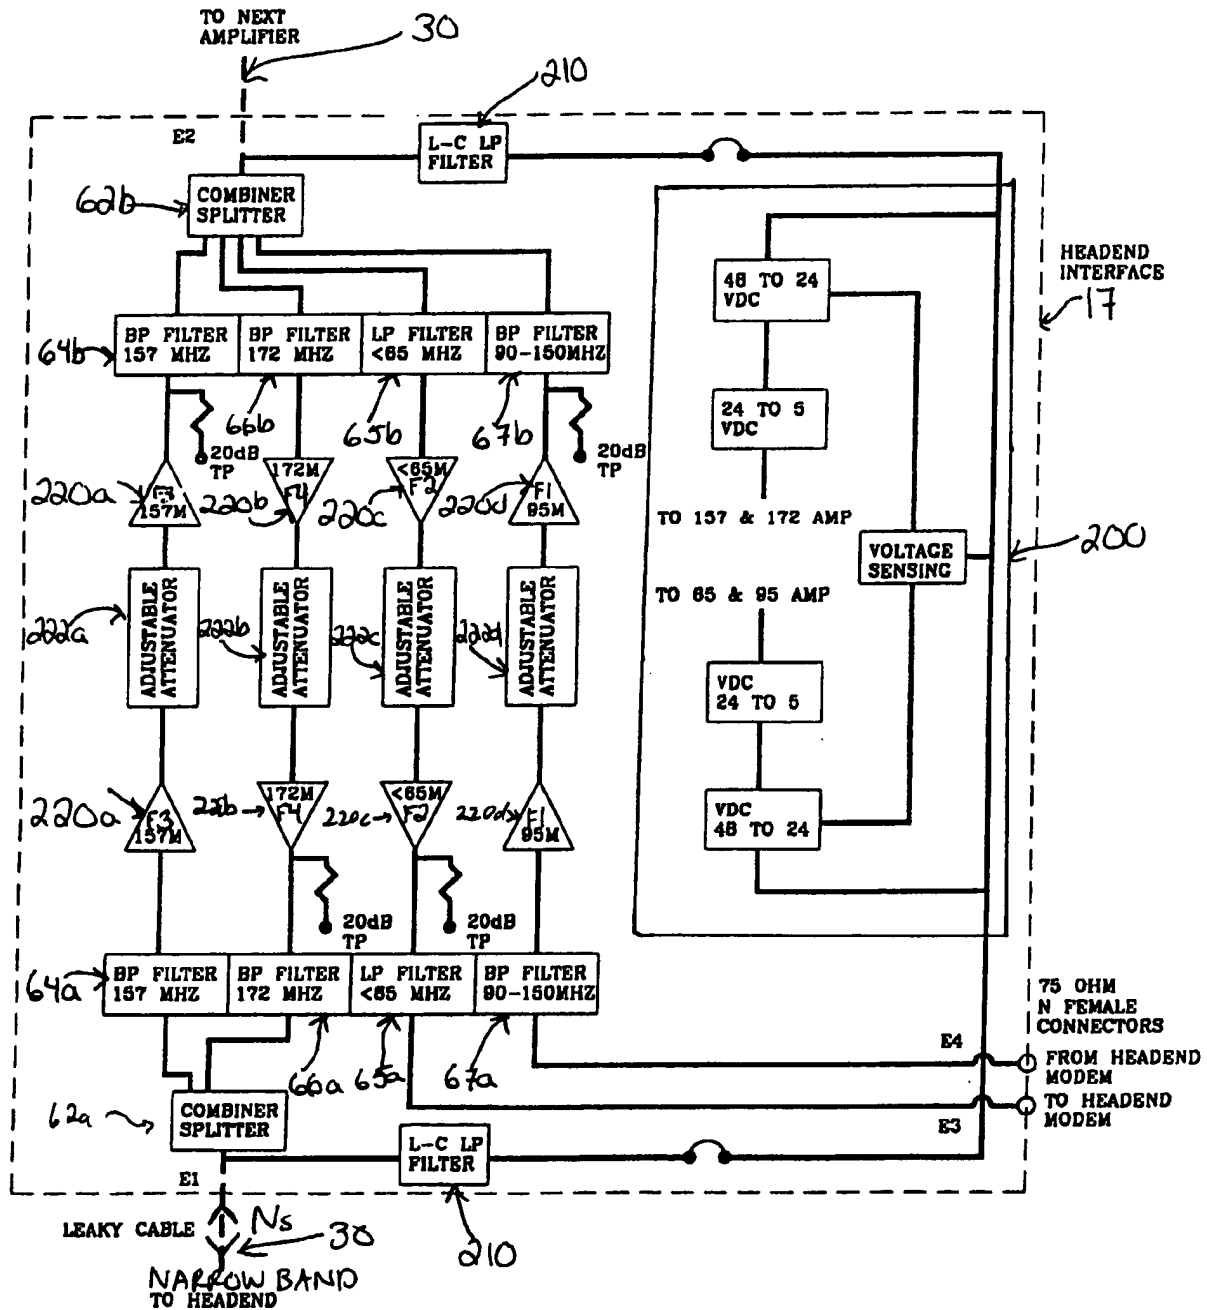 TO NEXT
AMPLIFIER
30
210
E2
L-C LP
FILTER
62b
COMBINER
SPLITTER
HEADEND
INTERFACE
17
48 TO 24
VDC
64b
BP FILTER
157 MHZ
BP FILTER
172 MHZ
LP FILTER
<65 MHZ
BP FILTER
90-150MHZ
66b
65b
67b
24 TO 5
VDC
20dB
TP
20dB
TP
220a
F3
157M
220b
172M
F4
220c
<65M
F2
220d
F1
95M
TO 157 & 172 AMP
VOLTAGE
SENSING
200
222a
ADJUSTABLE
ATTENUATOR
222b
ADJUSTABLE
ATTENUATOR
222c
ADJUSTABLE
ATTENUATOR
222d
ADJUSTABLE
ATTENUATOR
TO 65 & 95 AMP
VDC
24 TO 5
220a
F3
157M
22b
172M
F4
220c
<65M
F2
220d
F1
95M
VDC
48 TO 24
20dB
TP
20dB
TP
64a
BP FILTER
157 MHZ
BP FILTER
172 MHZ
LP FILTER
<65 MHZ
BP FILTER
90-150MHZ
75 OHM
N FEMALE
CONNECTORS
66a
65a
67a
E4
FROM HEADEND
MODEM
62a
COMBINER
SPLITTER
TO HEADEND
MODEM
E3
L-C LP
FILTER
E1
LEAKY CABLE
Ns
30
210
NARROW BAND
TO HEADEND